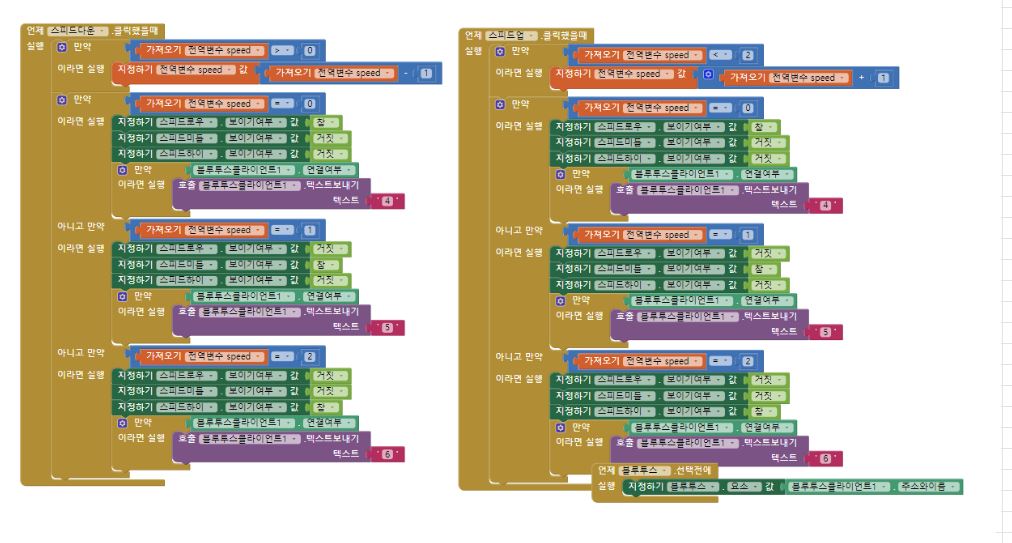 언제 스피드다운 .클릭했을때
실행 만약 가져오기 전역변수 speed > 0
이라면 실행 지정하기 전역변수 speed 값 가져오기 전역변수 speed - 1
만약 가져오기 전역변수 speed = 0
이라면 실행 지정하기 스피드로우 . 보이기여부 값 참
지정하기 스피드미들 . 보이기여부 값 거짓
지정하기 스피드하이 . 보이기여부 값 거짓
만약 블루투스클라이언트1 . 연결여부
이라면 실행 호출 블루투스클라이언트1 .텍스트보내기
텍스트 " 4 "
아니고 만약 가져오기 전역변수 speed = 1
이라면 실행 지정하기 스피드로우 . 보이기여부 값 거짓
지정하기 스피드미들 . 보이기여부 값 참
지정하기 스피드하이 . 보이기여부 값 거짓
만약 블루투스클라이언트1 . 연결여부
이라면 실행 호출 블루투스클라이언트1 .텍스트보내기
텍스트 " 5 "
아니고 만약 가져오기 전역변수 speed = 2
이라면 실행 지정하기 스피드로우 . 보이기여부 값 거짓
지정하기 스피드미들 . 보이기여부 값 거짓
지정하기 스피드하이 . 보이기여부 값 참
만약 블루투스클라이언트1 . 연결여부
이라면 실행 호출 블루투스클라이언트1 .텍스트보내기
텍스트 " 6 "
언제 스피드업 .클릭했을때
실행 만약 가져오기 전역변수 speed < 2
이라면 실행 지정하기 전역변수 speed 값 가져오기 전역변수 speed + 1
만약 가져오기 전역변수 speed = 0
이라면 실행 지정하기 스피드로우 . 보이기여부 값 참
지정하기 스피드미들 . 보이기여부 값 거짓
지정하기 스피드하이 . 보이기여부 값 거짓
만약 블루투스클라이언트1 . 연결여부
이라면 실행 호출 블루투스클라이언트1 .텍스트보내기
텍스트 " 4 "
아니고 만약 가져오기 전역변수 speed = 1
이라면 실행 지정하기 스피드로우 . 보이기여부 값 거짓
지정하기 스피드미들 . 보이기여부 값 참
지정하기 스피드하이 . 보이기여부 값 거짓
만약 블루투스클라이언트1 . 연결여부
이라면 실행 호출 블루투스클라이언트1 .텍스트보내기
텍스트 " 5 "
아니고 만약 가져오기 전역변수 speed = 2
이라면 실행 지정하기 스피드로우 . 보이기여부 값 거짓
지정하기 스피드미들 . 보이기여부 값 거짓
지정하기 스피드하이 . 보이기여부 값 참
만약 블루투스클라이언트1 . 연결여부
이라면 실행 호출 블루투스클라이언트1 .텍스트보내기
텍스트 " 6 "
언제 블루투스 .선택전에
실행 지정하기 블루투스 . 요소 값 블루투스클라이언트1 . 주소와이름